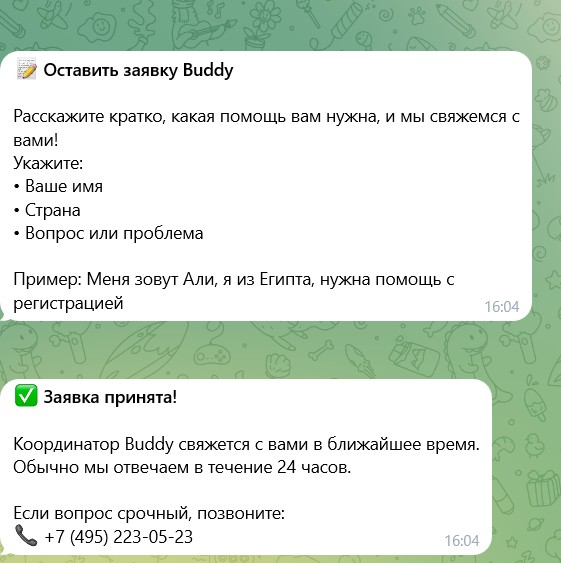 📝 Оставить заявку Buddy
Расскажите кратко, какая помощь вам нужна, и мы свяжемся с
вами!
Укажите:
• Ваше имя
• Страна
• Вопрос или проблема
Пример: Меня зовут Али, я из Египта, нужна помощь с
регистрацией
16:04
✅ Заявка принята!
Координатор Buddy свяжется с вами в ближайшее время.
Обычно мы отвечаем в течение 24 часов.
Если вопрос срочный, позвоните:
📞 +7 (495) 223-05-23
16:04